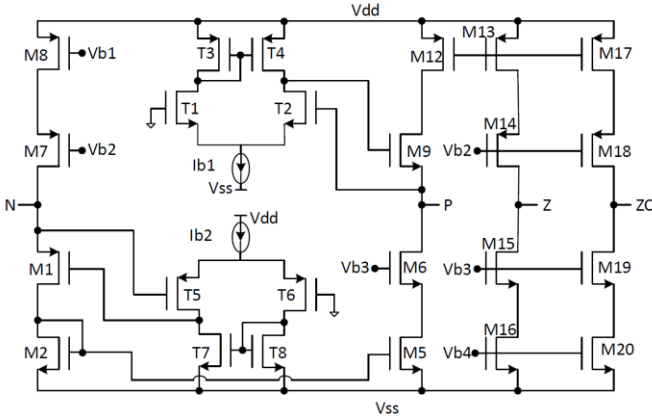 Vdd
M8 Vb1 T3 T4 M12 M13 M17
T1 T2
M7 Vb2 M9 Vb2 M14 M18
Ib1
Vss
N P Z ZC
Vdd
Ib2
M1 T5 T6 Vb3 M6 Vb3 M15 M19
M2 T7 T8 M5 Vb4 M16 M20
Vss